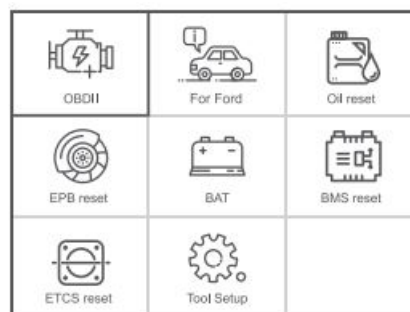 OBDII
For Ford
Oil reset
EPB reset
BAT
BMS reset
ETCS reset
Tool Setup